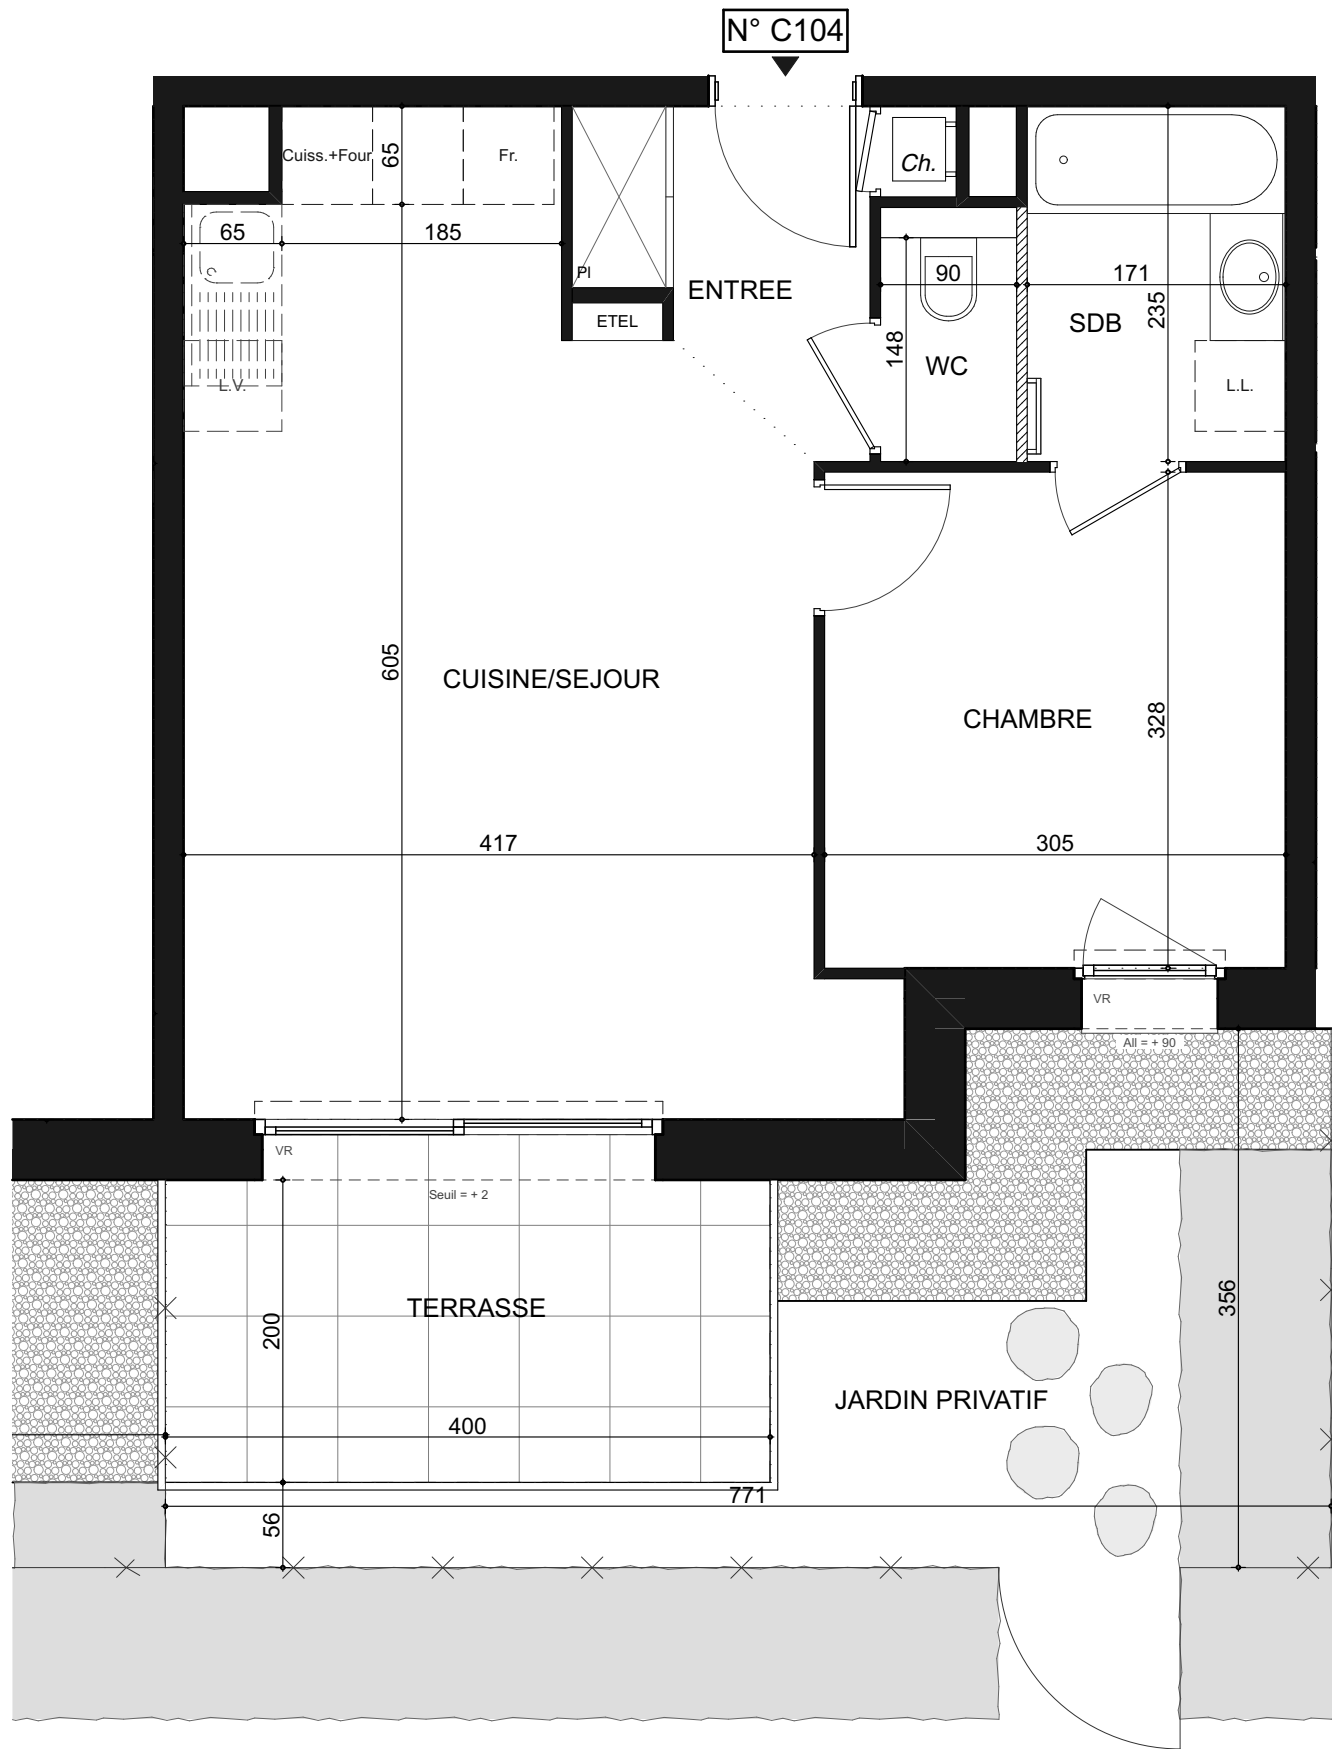 N° C104
Cuiss.+Four
65
Fr.
Ch.
65
185
PI
ENTREE
90
171
235
SDB
ETEL
148
WC
L.V.
L.L.
605
CUISINE/SEJOUR
CHAMBRE
328
417
305
VR
All = + 90
VR
Seuil = + 2
TERRASSE
200
356
JARDIN PRIVATIF
400
771
56